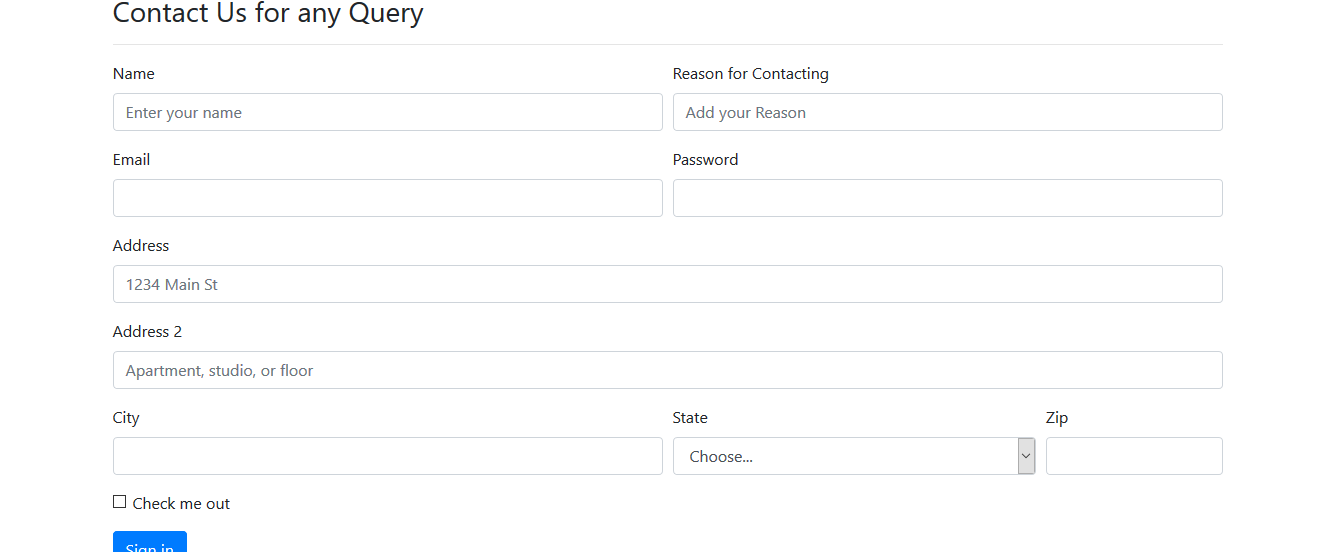 Contact Us for any Query
Name Reason for Contacting
Enter your name Add your Reason
Email Password
Address
1234 Main St
Address 2
Apartment, studio, or floor
City State Zip
Choose...
Check me out
Sign in